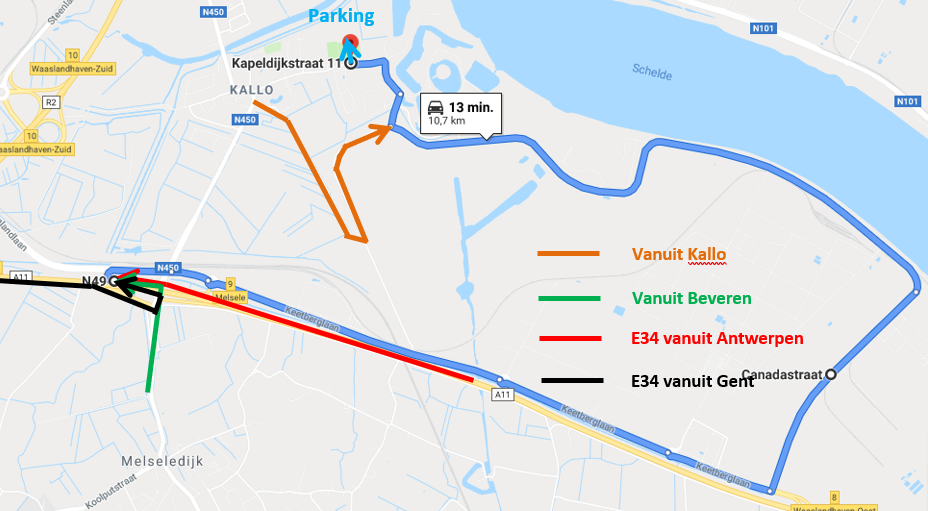 Steenlan
N450
Parking
N101
10
Waaslandhaven-Zuid
Kapeldijkstraat 11
Schelde
KALLO
13 min.
10,7 km
N101
R2
N450
10
aaslandhaven-Zuid
Vanuit Kallo
N450
A11
N49
9
Melsele
Vanuit Beveren
Keetberglaan
E34 vanuit Antwerpen
Canadastraat
E34 vanuit Gent
A11
Keetberglaan
Melseledijk
Keetberglaan
Koolputstraat
8
Waaslandhaven-Oost